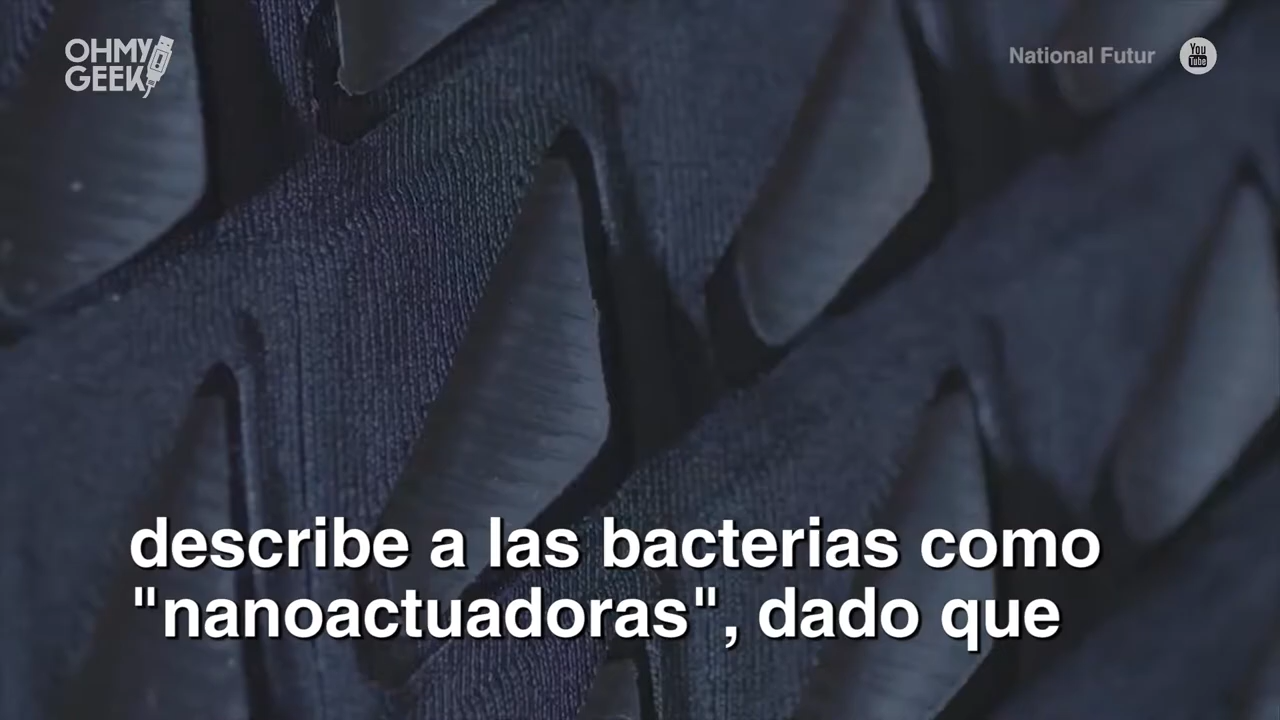 OHMY
GEEK
National Futur
You
Tube
describe a las bacterias como
"nanoactuadoras", dado que